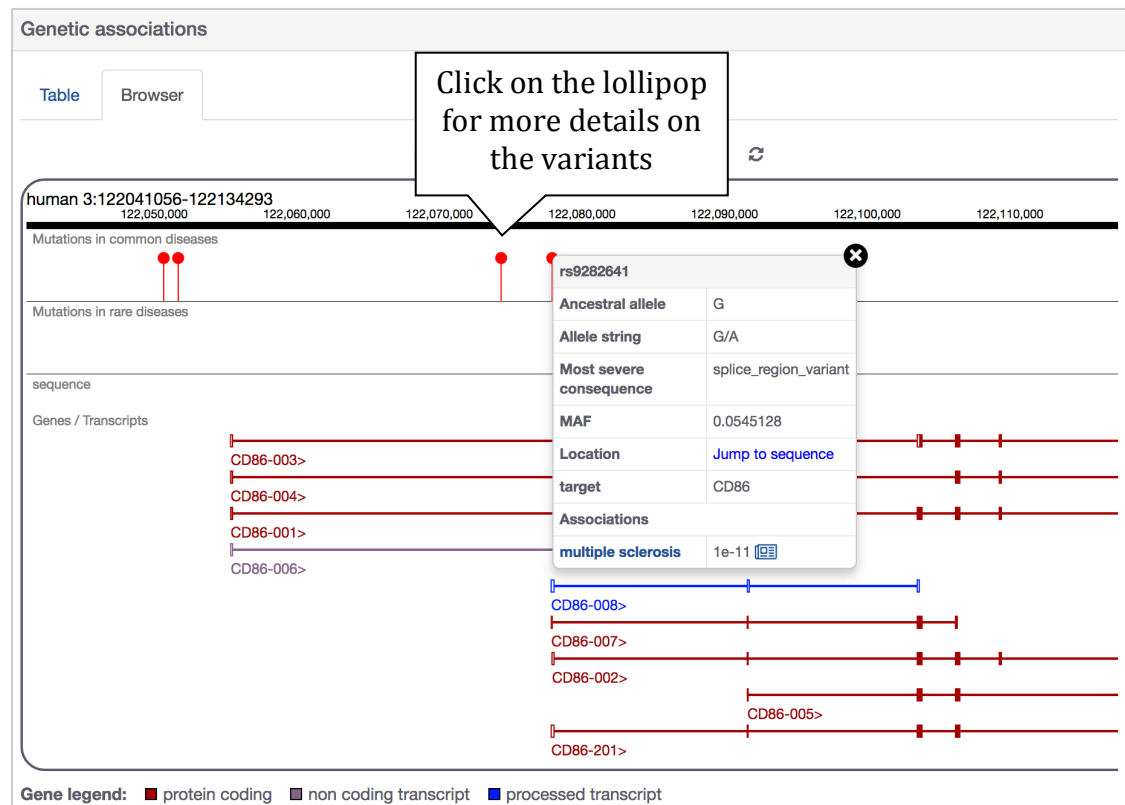 Genetic associations
Table Browser
Click on the lollipop
for more details on
the variants
human 3:122041056-122134293
122,050,000 122,060,000 122,070,000 122,080,000 122,090,000 122,100,000 122,110,000
Mutations in common diseases
rs9282641
Ancestral allele G
Mutations in rare diseases
Allele string G/A
Most severe
consequence splice_region_variant
sequence
MAF 0.0545128
Genes / Transcripts
Location Jump to sequence
CD86-003>
target CD86
CD86-004>
Associations
CD86-001>
multiple sclerosis 1e-11
CD86-006>
CD86-008>
CD86-007>
CD86-002>
CD86-005>
CD86-201>
Gene legend: protein coding non coding transcript processed transcript